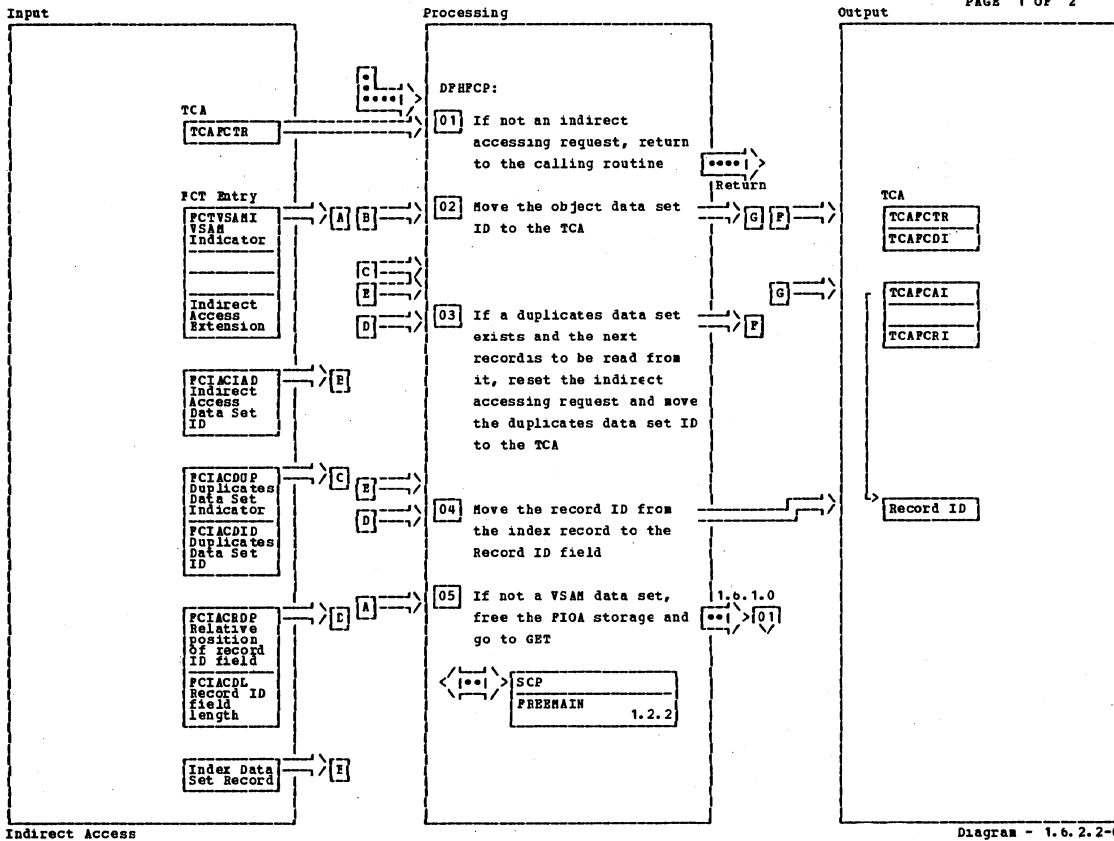 PAGE 1 OF 2
Input
Processing
Output
DFHFCP:
TCA
TCAFCTR
01 If not an indirect
accessing request, return
to the calling routine
Return
FCT Entry
FCTVSAMI
VSAM
Indicator
Indirect
Access
Extension
A
B
02 Move the object data set
ID to the TCA
G
F
TCA
TCAFCTR
TCAFCDI
C
E
D
03 If a duplicates data set
exists and the next
recordis to be read from
it, reset the indirect
accessing request and move
the duplicates data set ID
to the TCA
F
G
TCAFCAI
TCAFCRI
FCIACIAD
Indirect
Access
Data Set
ID
B
FCIACDUP
Duplicates
Data Set
Indicator
FCIACDID
Duplicates
Data Set
ID
C
E
D
04 Move the record ID from
the index record to the
Record ID field
Record ID
FCIACRDP
Relative
position
of record
ID field
FCIACDL
Record ID
field
length
D
A
05 If not a VSAM data set,
free the FIOA storage and
go to GET
1.6.1.0
01
SCP
FREEMAIN
1.2.2
Index Data
Set Record
E
Indirect Access
Diagram - 1.6.2.2-